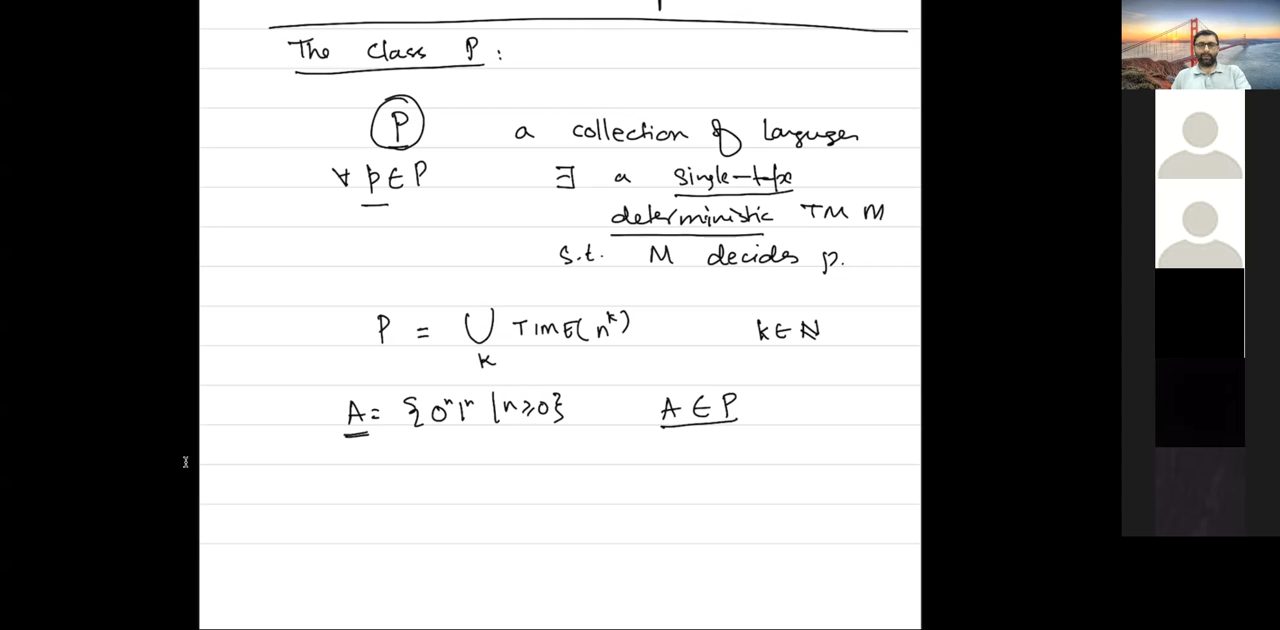 The Class P :
P a collection of languages
∀ p ∈ P ∃ a single-tape
deterministic TM M
s.t. M decides p.
P = ∪ TIME(n^k) k ∈ ℕ
k
A = {0^n 1^n | n ≥ 0} A ∈ P